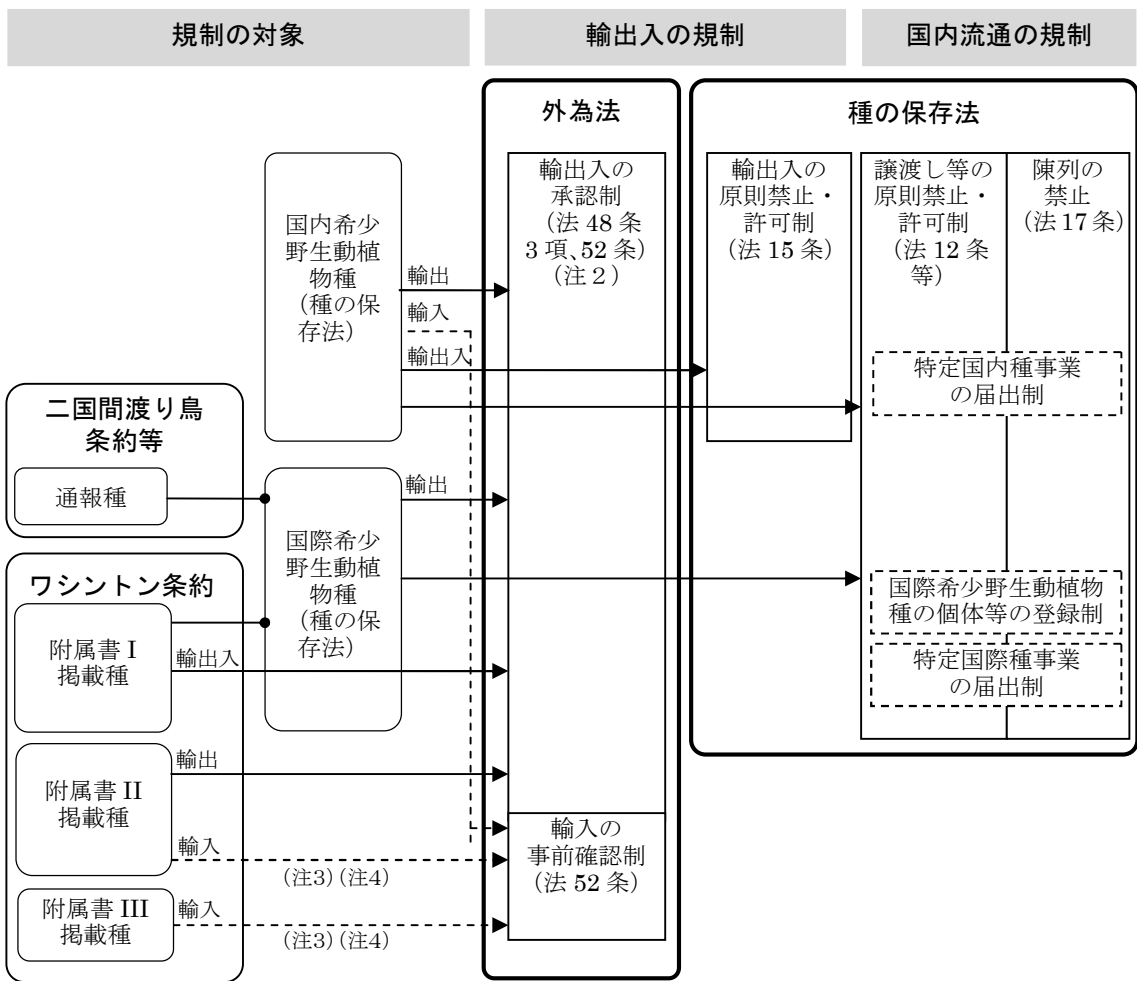 規制の対象
輸出入の規制
国内流通の規制
外為法
種の保存法
国内希少
野生動植
物種
（種の保
存法）
輸出
輸入
輸出入
輸出入の
承認制
（法 48 条
3 項、52 条）
（注２）
輸出入の
原則禁止・
許可制
（法 15 条）
譲渡し等の
原則禁止・
許可制
（法 12 条
等）
陳列の
禁止
（法 17 条）
特定国内種事業
の届出制
二国間渡り鳥
条約等
通報種
国際希少
野生動植
物種
（種の保
存法）
輸出
国際希少野生動植物
種の個体等の登録制
特定国際種事業
の届出制
ワシントン条約
附属書 I
掲載種
輸出入
附属書 II
掲載種
輸出
輸入
（注3）（注4）
輸入の
事前確認制
（法 52 条）
附属書 III
掲載種
輸入
（注3）（注4）